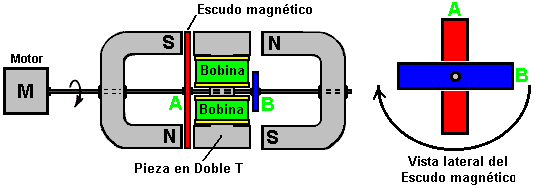 Escudo magnético
Motor
M
S
N
Bobina
A
B
Bobina
N
S
Pieza en Doble T
A
B
Vista lateral del
Escudo magnético